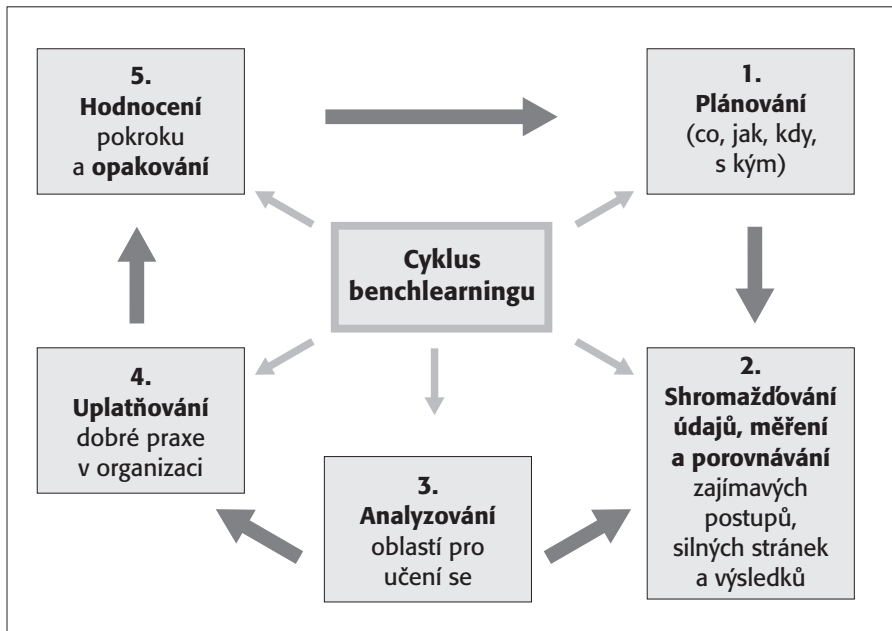 5.
Hodnocení
pokroku
a opakování
1.
Plánování
(co, jak, kdy,
s kým)
Cyklus
benchlearningu
4.
Uplatňování
dobré praxe
v organizaci
3.
Analyzování
oblastí pro
učení se
2.
Shromažďování
údajů, měření
a porovnávání
zajímavých
postupů,
silných stránek
a výsledků